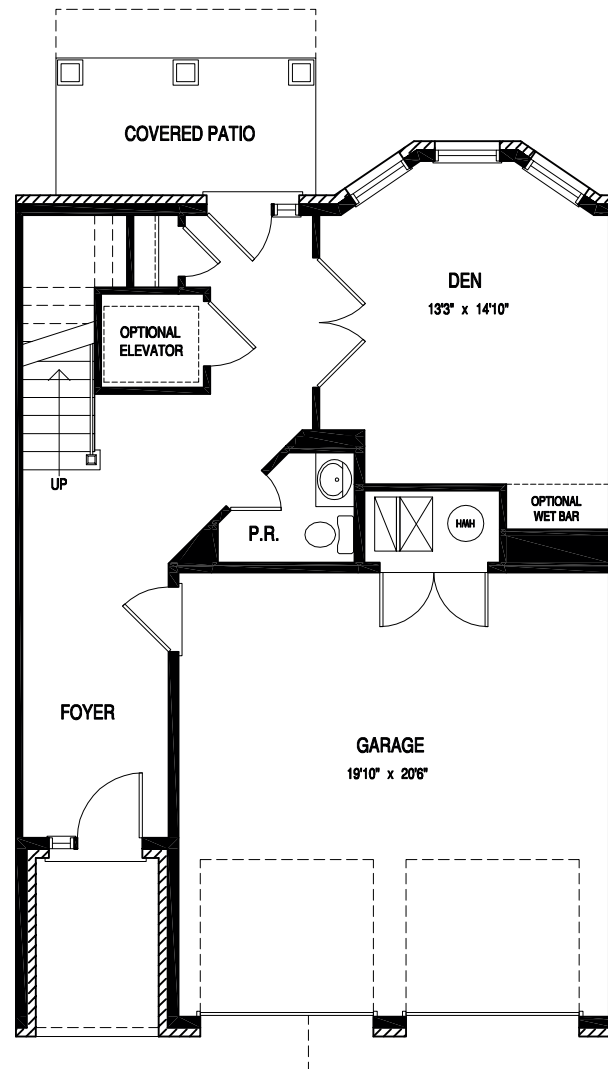 COVERED PATIO
DEN
13'3" x 14'10"
OPTIONAL
ELEVATOR
UP
OPTIONAL
WET BAR
P.R.
HWH
FOYER
GARAGE
19'10" x 20'6"